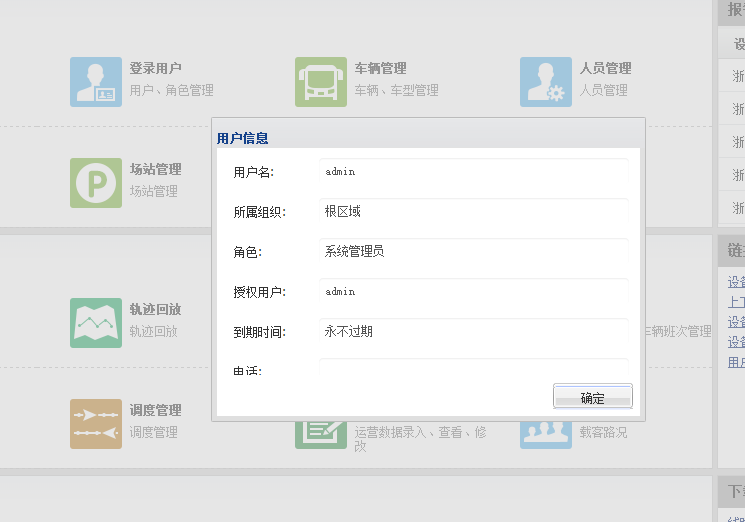 报
登录用户
用户、角色管理
车辆管理
车辆、车型管理
人员管理
人员管理
设
浙
浙
浙
浙
浙
用户信息
场站管理
场站管理
用户名: admin
所属组织: 根区域
角色: 系统管理员
授权用户: admin
到期时间: 永不过期
电话:
确定
轨迹回放
轨迹回放
车辆班次管理
链
设备
上下
设备
设备
用户
调度管理
调度管理
运营数据录入、查看、修
改
载客路况
下